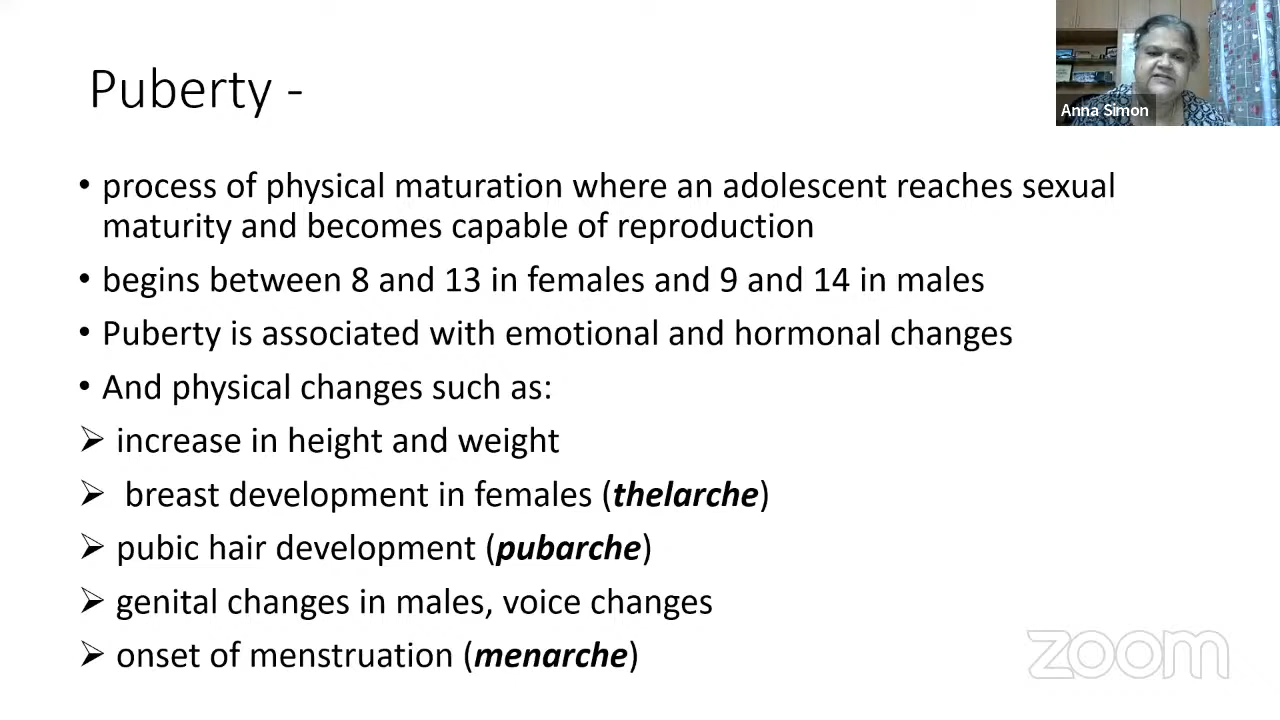 Puberty -
Anna Simon
• process of physical maturation where an adolescent reaches sexual
maturity and becomes capable of reproduction
• begins between 8 and 13 in females and 9 and 14 in males
• Puberty is associated with emotional and hormonal changes
• And physical changes such as:
➢ increase in height and weight
➢ breast development in females (thelarche)
➢ pubic hair development (pubarche)
➢ genital changes in males, voice changes
➢ onset of menstruation (menarche)
zoom